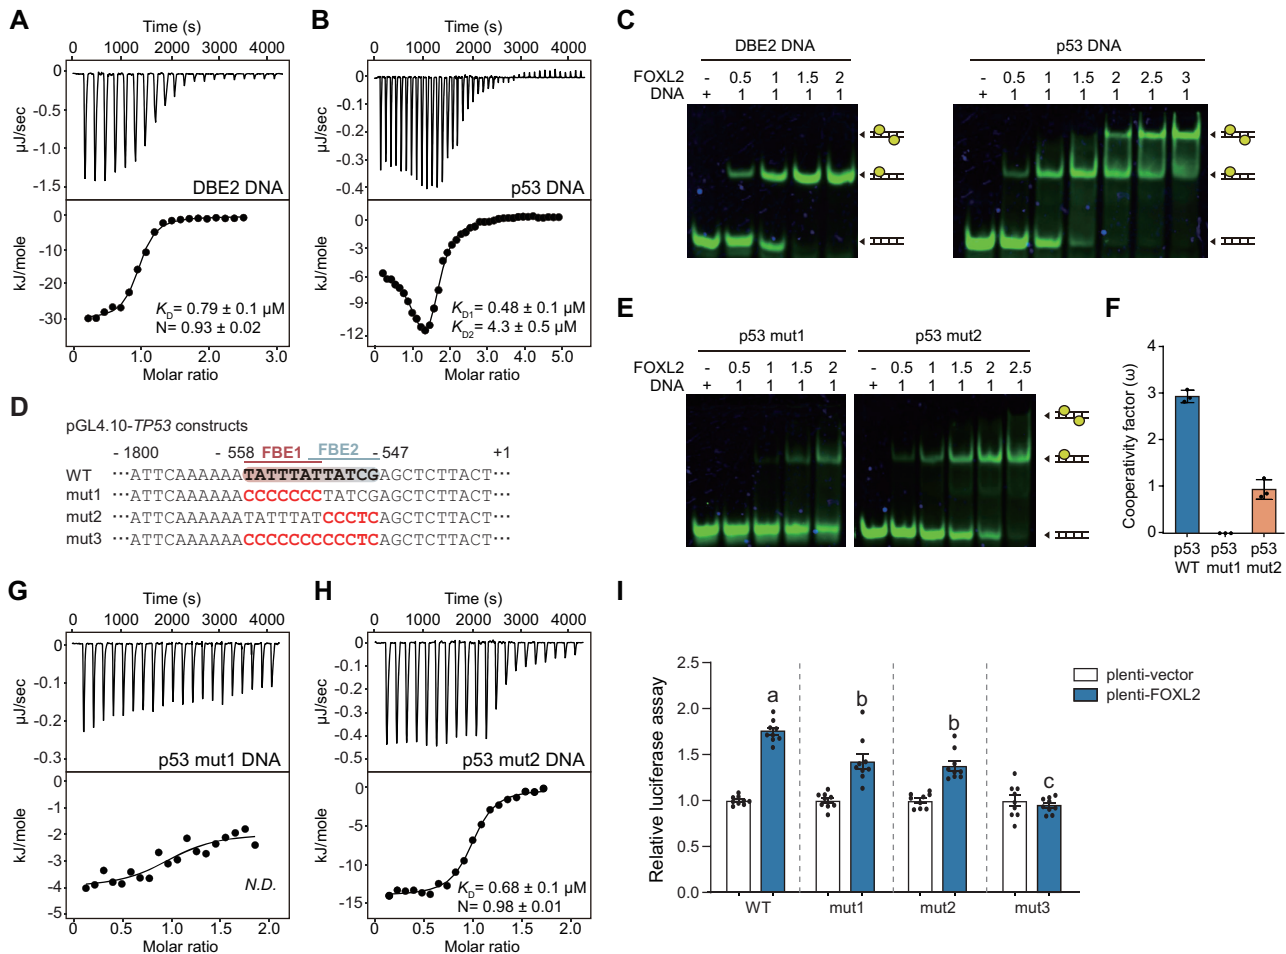 A
Time (s)
0 1000 2000 3000 4000
µJ/sec
0
-0.5
-1.0
-1.5
DBE2 DNA
kJ/mole
0
-10
-20
-30
K_D= 0.79 ± 0.1 µM
N= 0.93 ± 0.02
0 1.0 2.0 3.0
Molar ratio
B
Time (s)
0 1000 2000 3000 4000
µJ/sec
0
-0.1
-0.2
-0.3
-0.4
p53 DNA
kJ/mole
0
-3
-6
-9
-12
K_D1= 0.48 ± 0.1 µM
K_D2= 4.3 ± 0.5 µM
0 1.0 2.0 3.0 4.0 5.0
Molar ratio
C
DBE2 DNA
FOXL2 - 0.5 1 1.5 2
DNA + 1 1 1 1
p53 DNA
- 0.5 1 1.5 2 2.5 3
+ 1 1 1 1 1 1
D
pGL4.10-TP53 constructs
- 1800 - 558 FBE1 FBE2 -547 +1
WT ···ATTCAAAAAATATTTATTATCGAGCTCTTACT···
mut1 ···ATTCAAAAAACCCCCCCTATCGAGCTCTTACT···
mut2 ···ATTCAAAAAATATTTATCCCTCAGCTCTTACT···
mut3 ···ATTCAAAAAACCCCCCCCCCTCAGCTCTTACT···
E
p53 mut1
FOXL2 - 0.5 1 1.5 2
DNA + 1 1 1 1
p53 mut2
- 0.5 1 1.5 2 2.5
+ 1 1 1 1 1
F
Cooperativity factor (ω)
4
3
2
1
0
p53 WT
p53 mut1
p53 mut2
G
Time (s)
0 1000 2000 3000 4000
µJ/sec
0
-0.1
-0.2
-0.3
p53 mut1 DNA
kJ/mole
0
-1
-2
-3
-4
-5
N.D.
0 0.5 1.0 1.5 2.0
Molar ratio
H
Time (s)
0 1000 2000 3000 4000
µJ/sec
0
-0.1
-0.2
-0.3
-0.4
-0.5
p53 mut2 DNA
kJ/mole
0
-5
-10
-15
K_D= 0.68 ± 0.1 µM
N= 0.98 ± 0.01
0 0.5 1.0 1.5 2.0
Molar ratio
I
Relative luciferase assay
2.5
2.0
1.5
1.0
0.5
0.0
a
b
b
c
plenti-vector
plenti-FOXL2
WT mut1 mut2 mut3